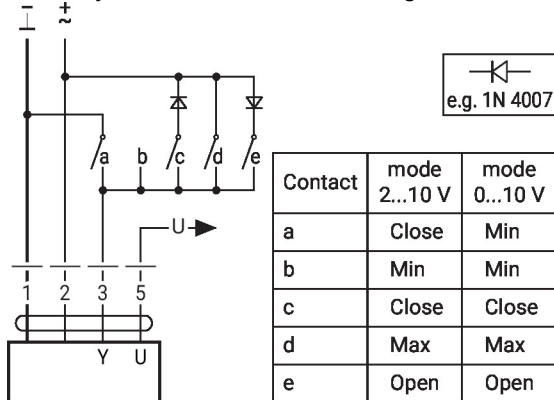 - +
⊥ ~
e.g. 1N 4007
a b c d e
U
1 2 3 5
Y U
Contact mode 2...10 V mode 0...10 V
a Close Min
b Min Min
c Close Close
d Max Max
e Open Open